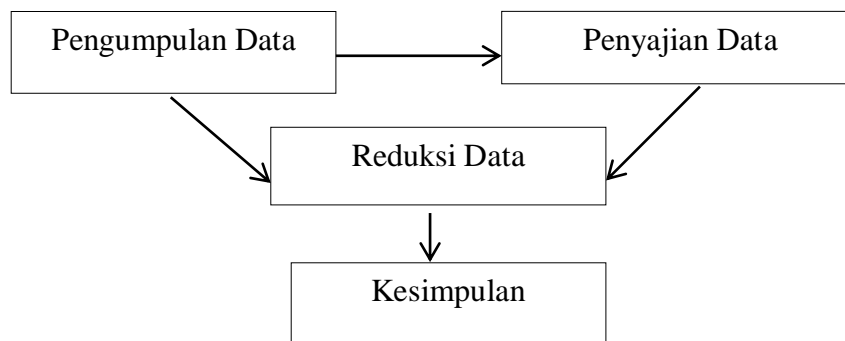 Pengumpulan Data
Penyajian Data
Reduksi Data
Kesimpulan